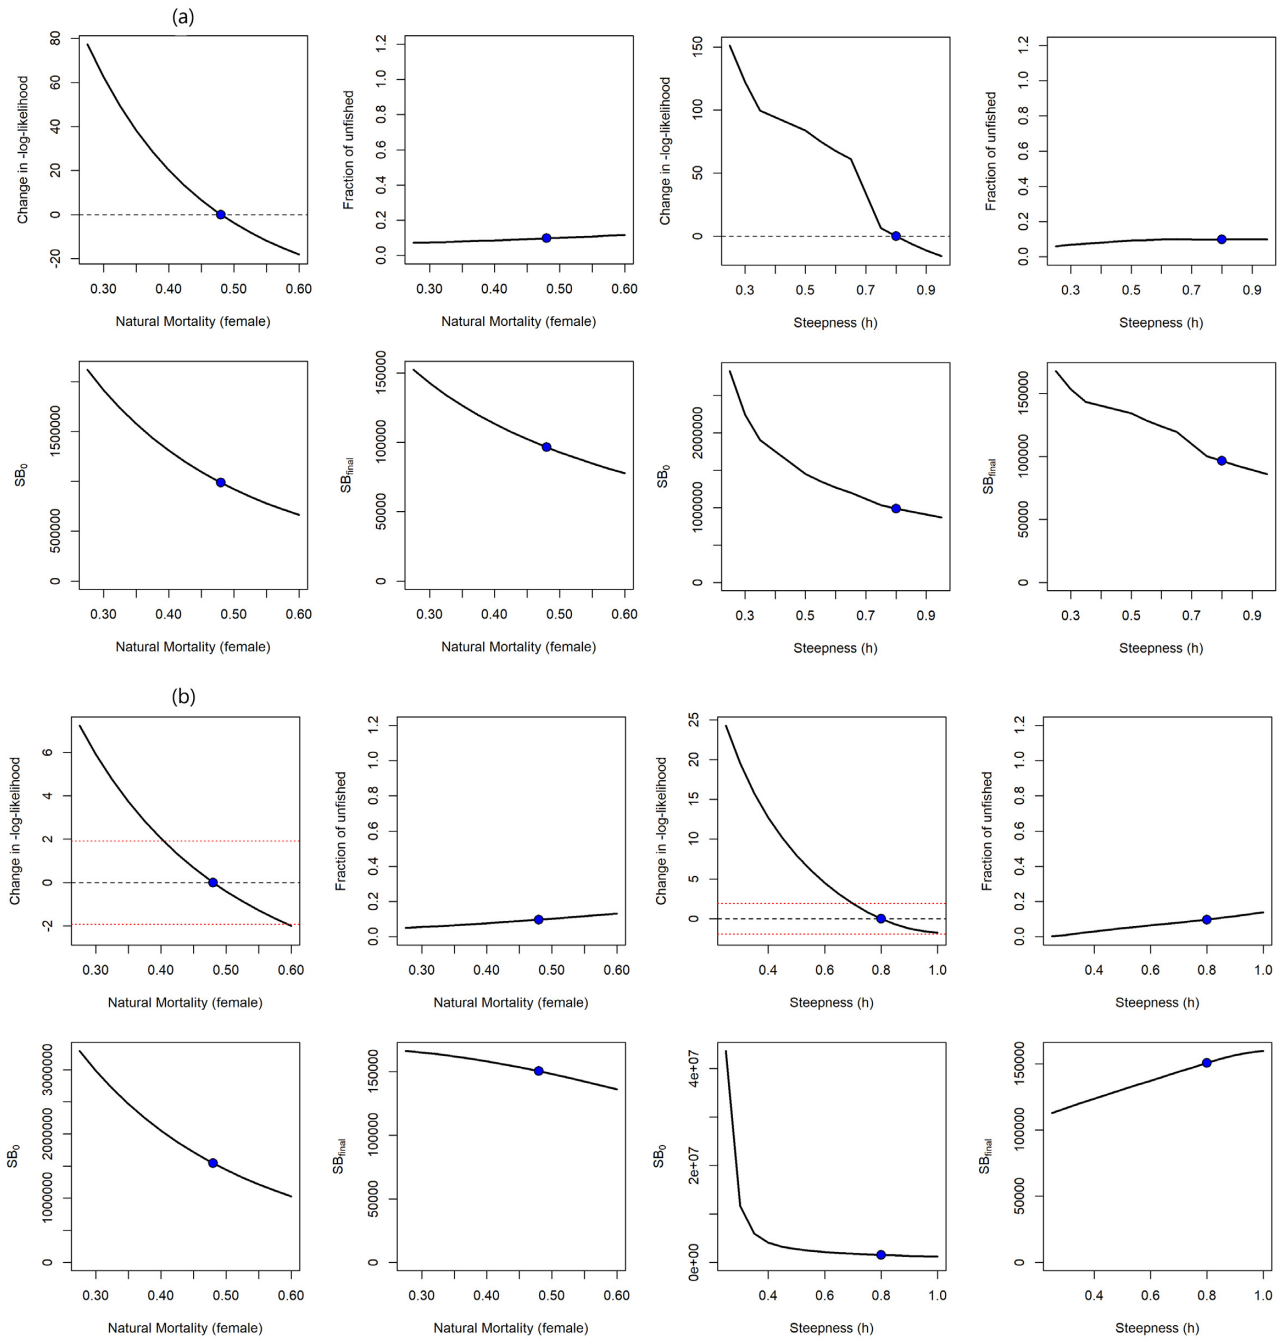 (a)
Change in -log-likelihood
80
60
40
20
0
-20
0.30 0.40 0.50 0.60
Natural Mortality (female)
Fraction of unfished
1.2
1.0
0.8
0.6
0.4
0.2
0.0
0.30 0.40 0.50 0.60
Natural Mortality (female)
Change in -log-likelihood
150
100
50
0
0.3 0.5 0.7 0.9
Steepness (h)
Fraction of unfished
1.2
1.0
0.8
0.6
0.4
0.2
0.0
0.3 0.5 0.7 0.9
Steepness (h)
SB0
1500000
1000000
500000
0
0.30 0.40 0.50 0.60
Natural Mortality (female)
SBfinal
150000
100000
50000
0
0.30 0.40 0.50 0.60
Natural Mortality (female)
SB0
2000000
1000000
0
0.3 0.5 0.7 0.9
Steepness (h)
SBfinal
150000
100000
50000
0
0.3 0.5 0.7 0.9
Steepness (h)
(b)
Change in -log-likelihood
6
4
2
0
-2
0.30 0.40 0.50 0.60
Natural Mortality (female)
Fraction of unfished
1.2
1.0
0.8
0.6
0.4
0.2
0.0
0.30 0.40 0.50 0.60
Natural Mortality (female)
Change in -log-likelihood
25
20
15
10
5
0
0.4 0.6 0.8 1.0
Steepness (h)
Fraction of unfished
1.2
1.0
0.8
0.6
0.4
0.2
0.0
0.4 0.6 0.8 1.0
Steepness (h)
SB0
3000000
2000000
1000000
0
0.30 0.40 0.50 0.60
Natural Mortality (female)
SBfinal
150000
100000
50000
0
0.30 0.40 0.50 0.60
Natural Mortality (female)
SB0
4e+07
2e+07
0e+00
0.4 0.6 0.8 1.0
Steepness (h)
SBfinal
150000
100000
50000
0
0.4 0.6 0.8 1.0
Steepness (h)